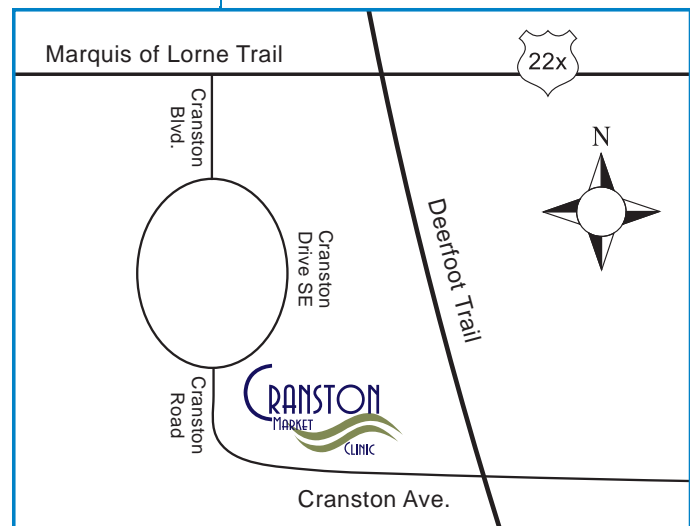 Marquis of Lorne Trail
22x
Cranston
Blvd.
N
Cranston
Drive SE
Deerfoot Trail
Cranston
Road
CRANSTON
MARKET
CLINIC
Cranston Ave.